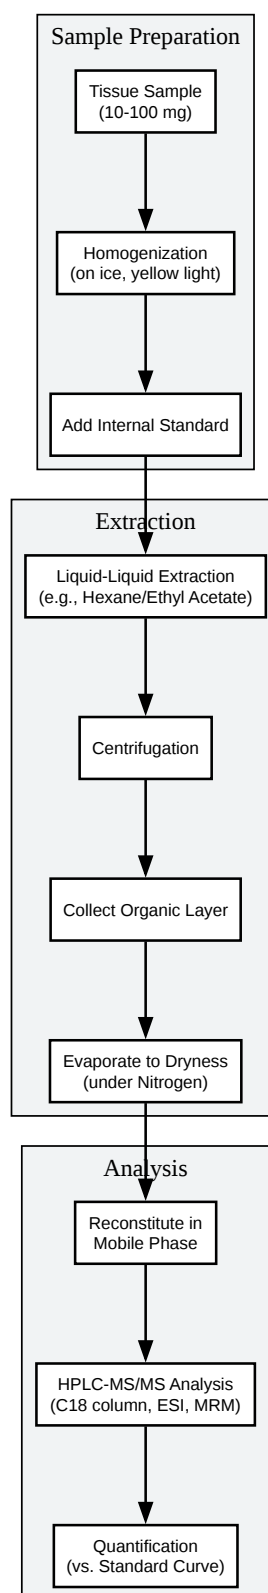 Sample Preparation
Tissue Sample
(10-100 mg)
Homogenization
(on ice, yellow light)
Add Internal Standard
Extraction
Liquid-Liquid Extraction
(e.g., Hexane/Ethyl Acetate)
Centrifugation
Collect Organic Layer
Evaporate to Dryness
(under Nitrogen)
Analysis
Reconstitute in
Mobile Phase
HPLC-MS/MS Analysis
(C18 column, ESI, MRM)
Quantification
(vs. Standard Curve)